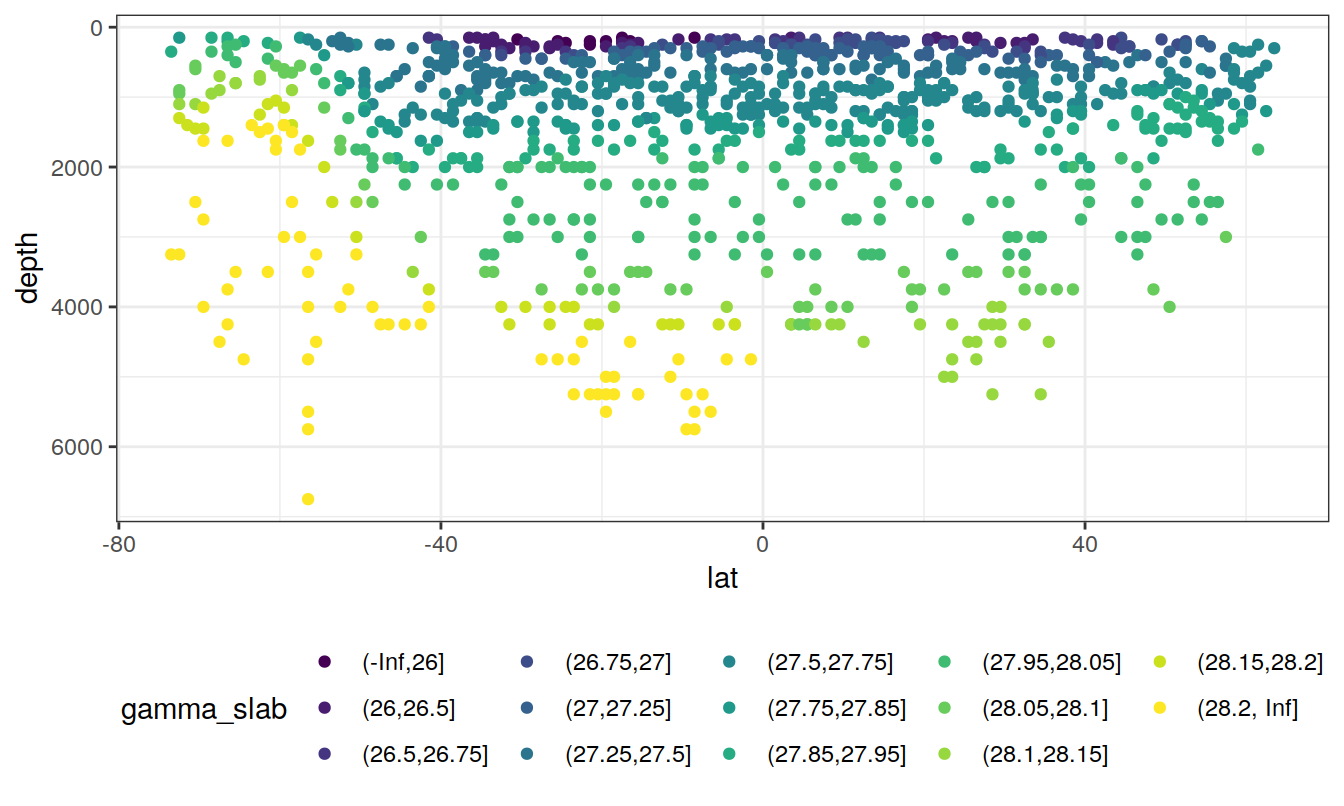 0
2000
4000
6000
depth
-80 -40 0 40
lat
(-Inf,26] (26.75,27] (27.5,27.75] (27.95,28.05] (28.15,28.2]
gamma_slab (26,26.5] (27,27.25] (27.75,27.85] (28.05,28.1] (28.2, Inf]
(26.5,26.75] (27.25,27.5] (27.85,27.95] (28.1,28.15]